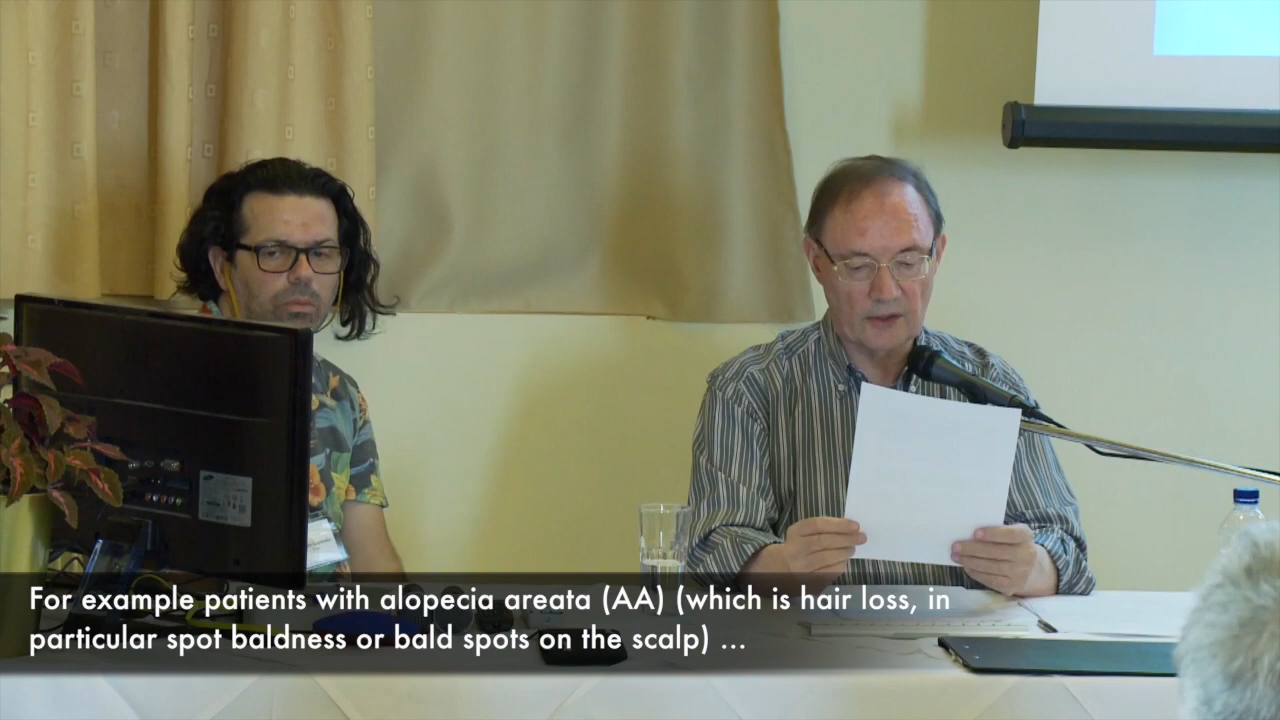 For example patients with alopecia areata (AA) (which is hair loss, in
particular spot baldness or bald spots on the scalp) ...